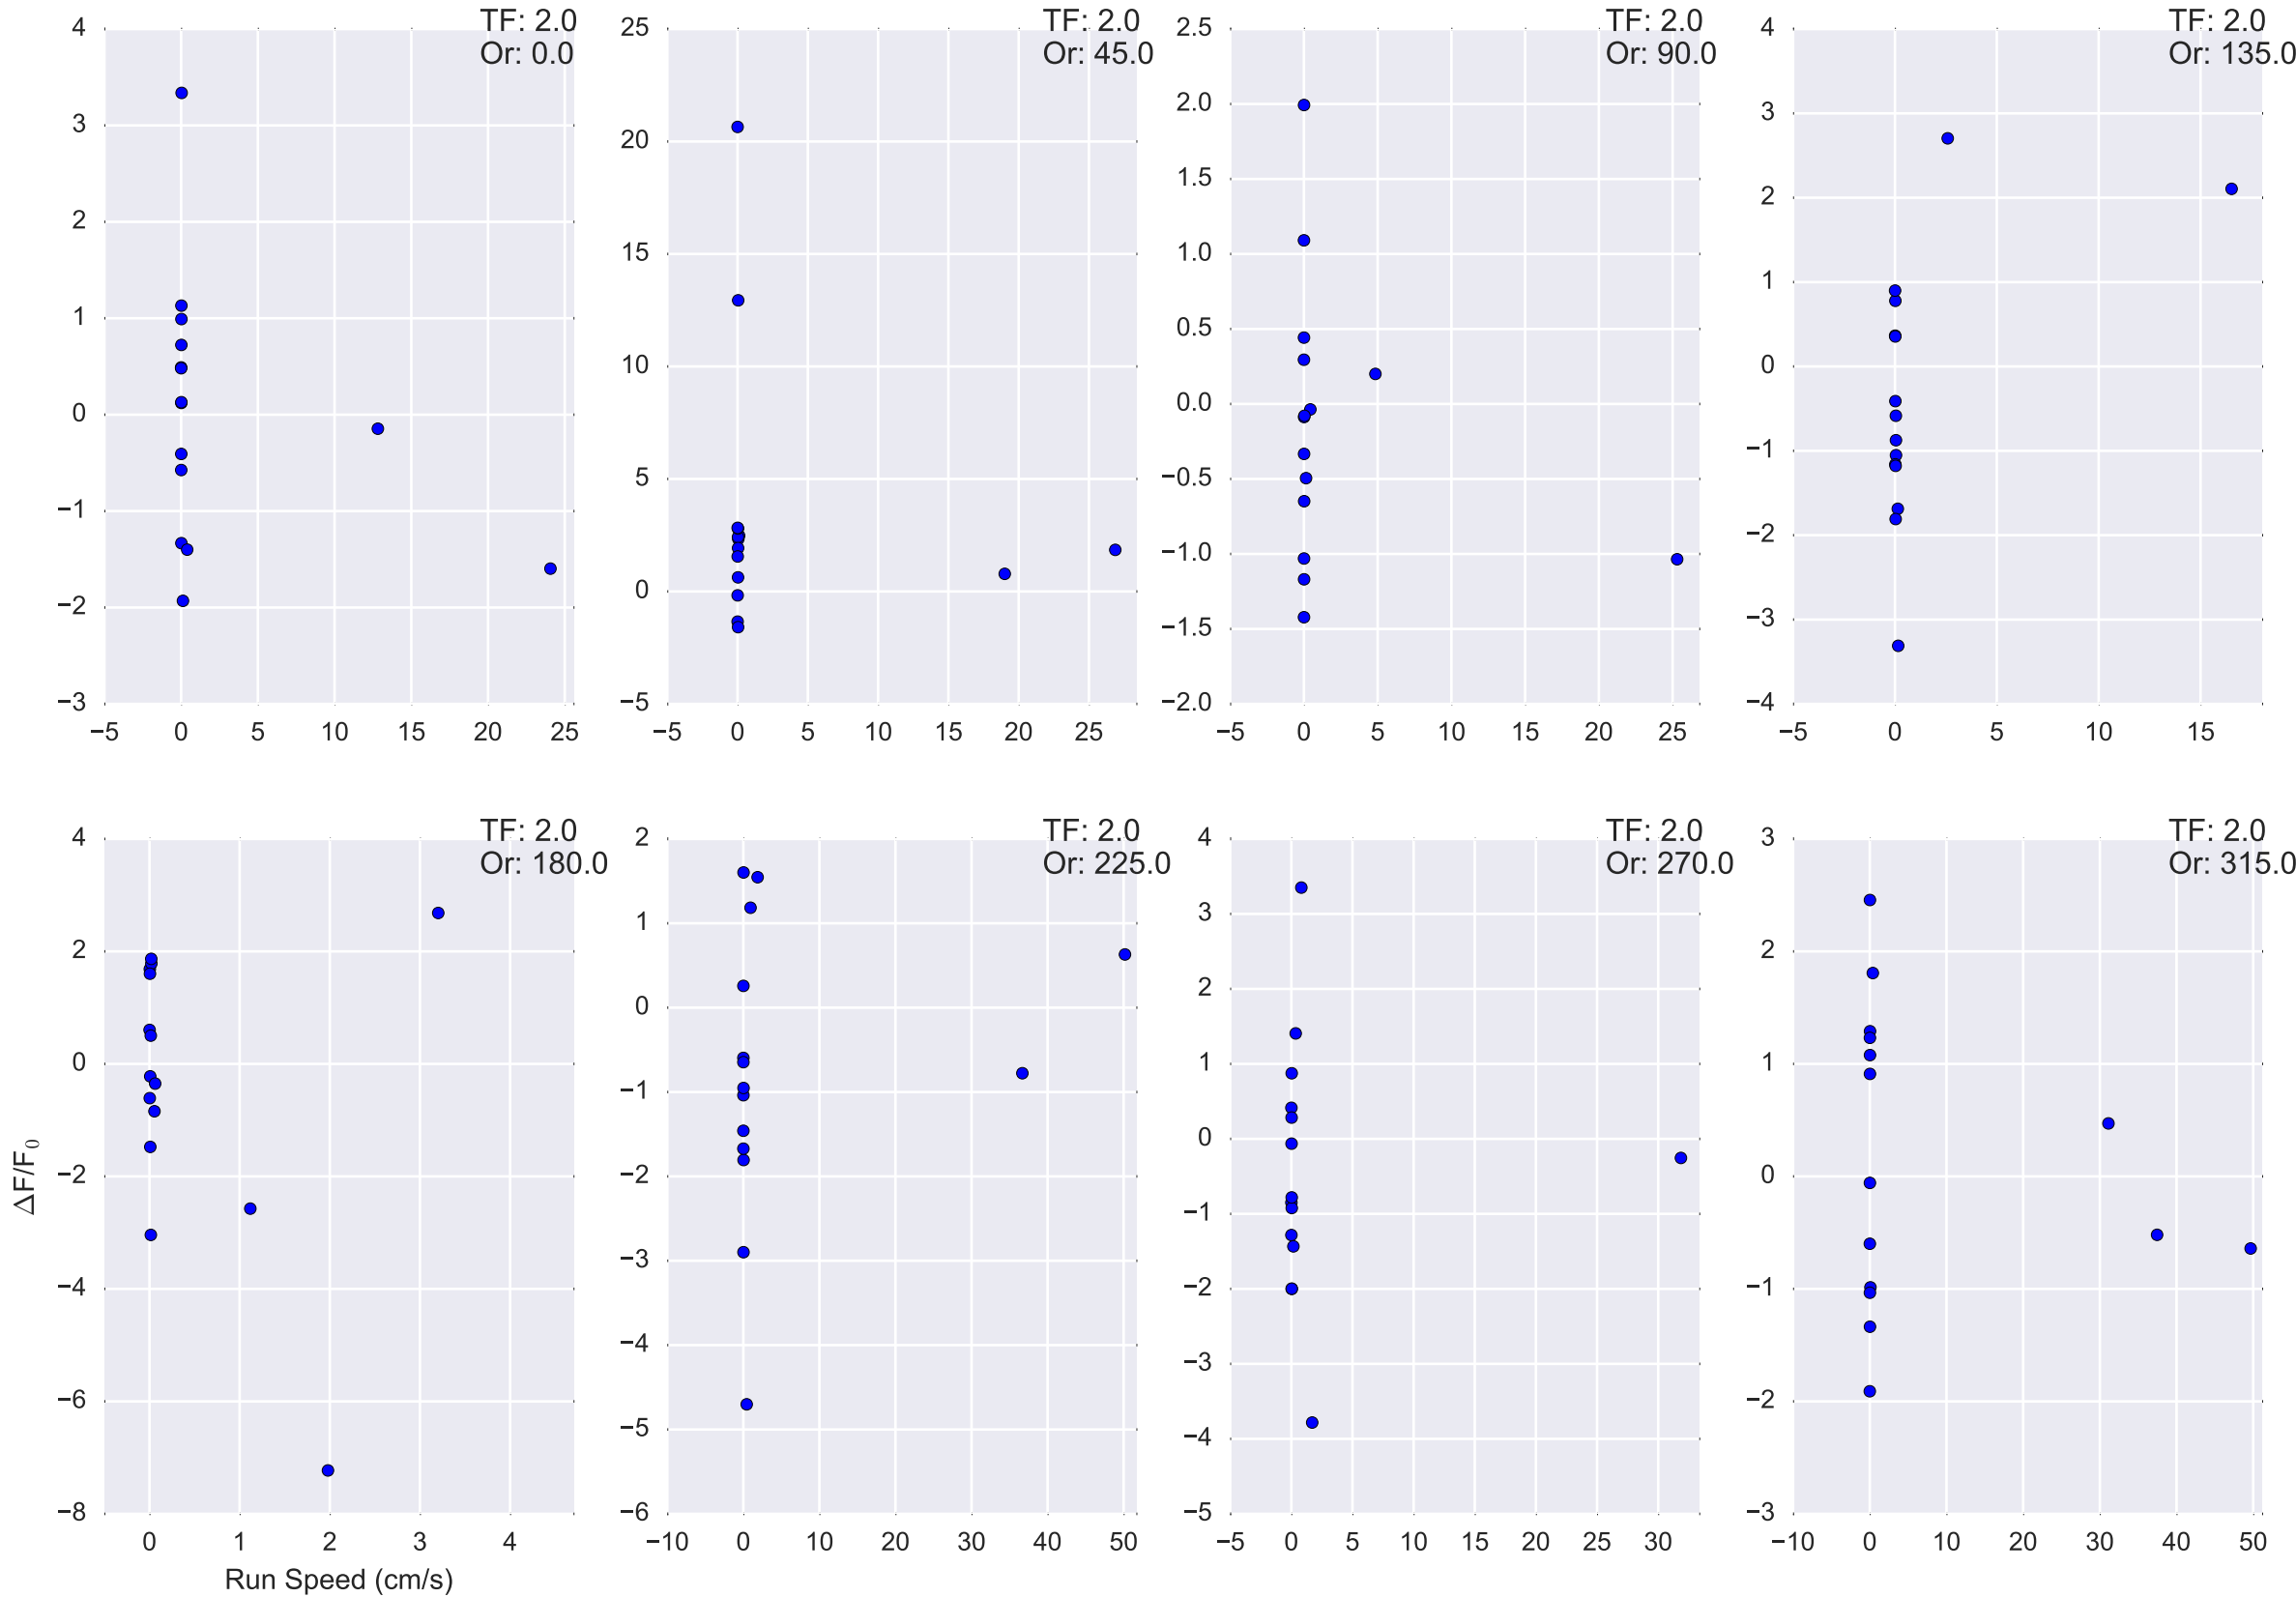 TF: 2.0
Or: 0.0
4
3
2
1
0
−1
−2
−3
−5 0 5 10 15 20 25
TF: 2.0
Or: 45.0
25
20
15
10
5
0
−5
−5 0 5 10 15 20 25
TF: 2.0
Or: 90.0
2.5
2.0
1.5
1.0
0.5
0.0
−0.5
−1.0
−1.5
−2.0
−5 0 5 10 15 20 25
TF: 2.0
Or: 135.0
4
3
2
1
0
−1
−2
−3
−4
−5 0 5 10 15
TF: 2.0
Or: 180.0
4
2
0
−2
−4
−6
−8
0 1 2 3 4
Run Speed (cm/s)
ΔF/F0
TF: 2.0
Or: 225.0
2
1
0
−1
−2
−3
−4
−5
−6
−10 0 10 20 30 40 50
TF: 2.0
Or: 270.0
4
3
2
1
0
−1
−2
−3
−4
−5
−5 0 5 10 15 20 25 30
TF: 2.0
Or: 315.0
3
2
1
0
−1
−2
−3
−10 0 10 20 30 40 50